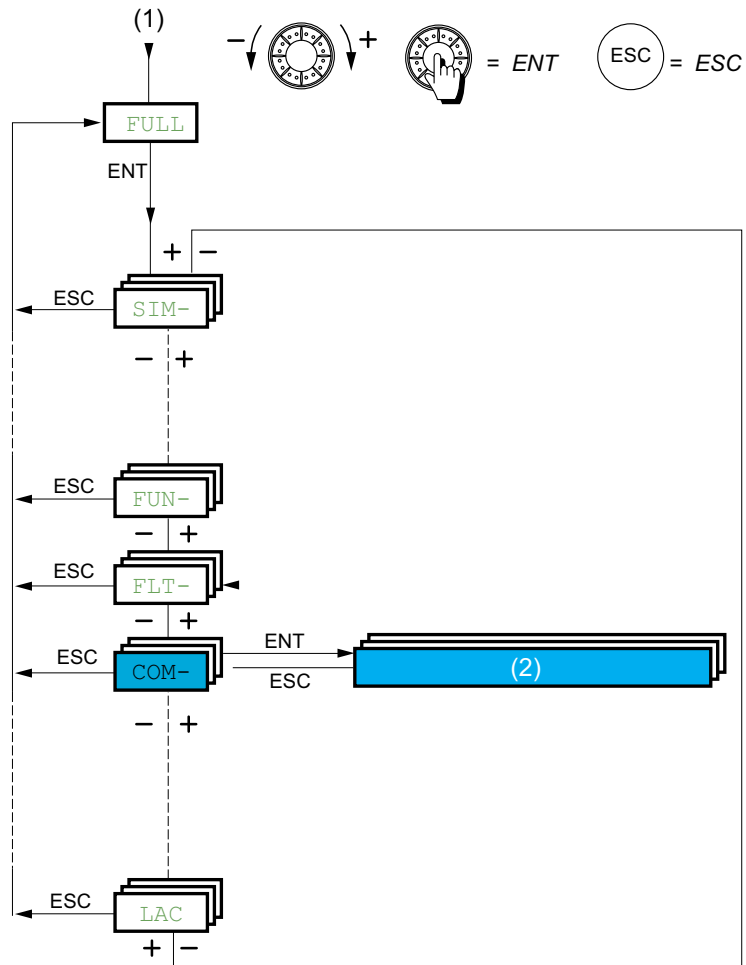 (1)
− + = ENT ESC = ESC
FULL
ENT
+ −
ESC SIM-
− +
ESC FUN-
− +
ESC FLT-
− +
ESC COM- ENT (2)
ESC
− +
ESC LAC
+ −